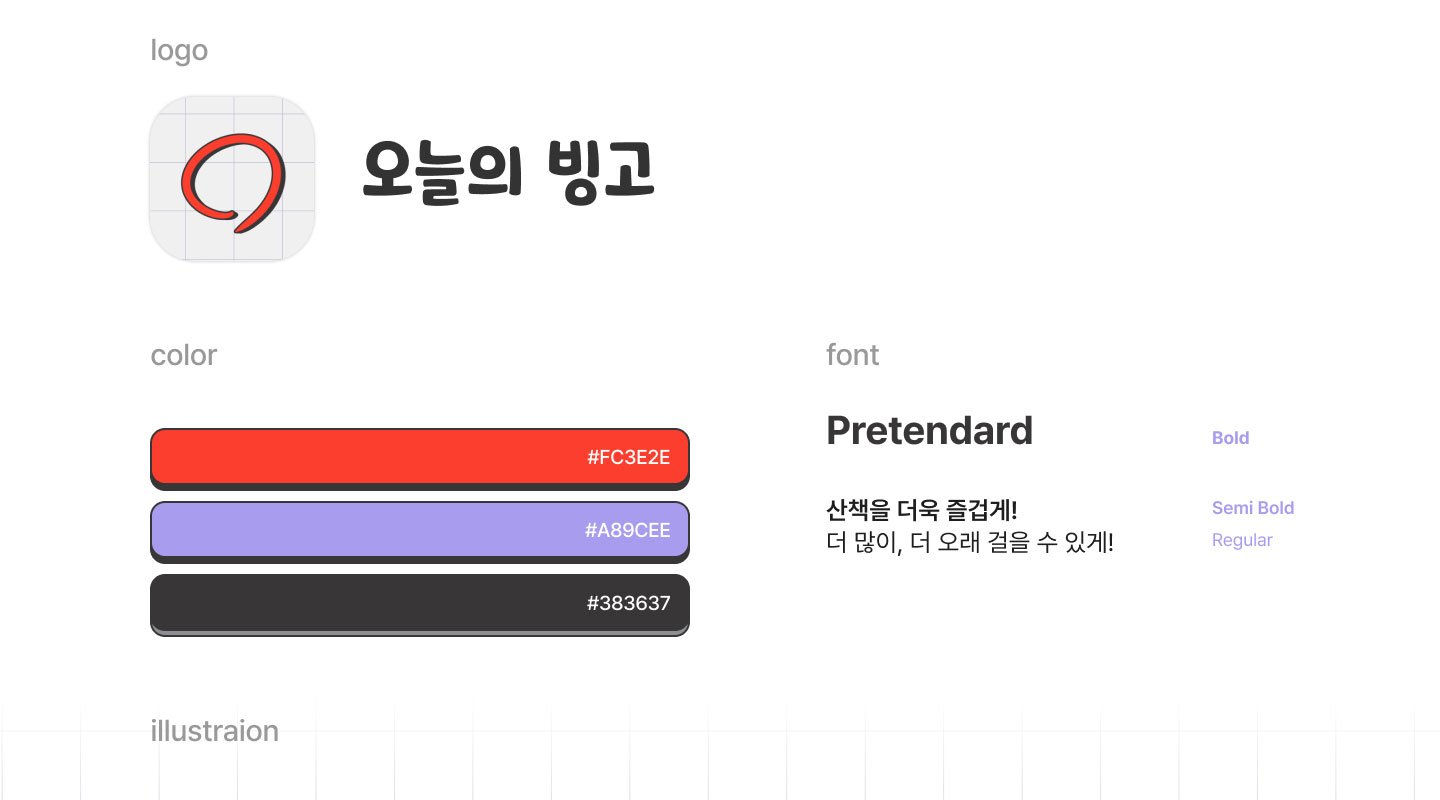 logo
오늘의 빙고
color
#FC3E2E
#A89CEE
#383637
font
Pretendard
Bold
산책을 더욱 즐겁게!
Semi Bold
더 많이, 더 오래 걸을 수 있게!
Regular
illustraion